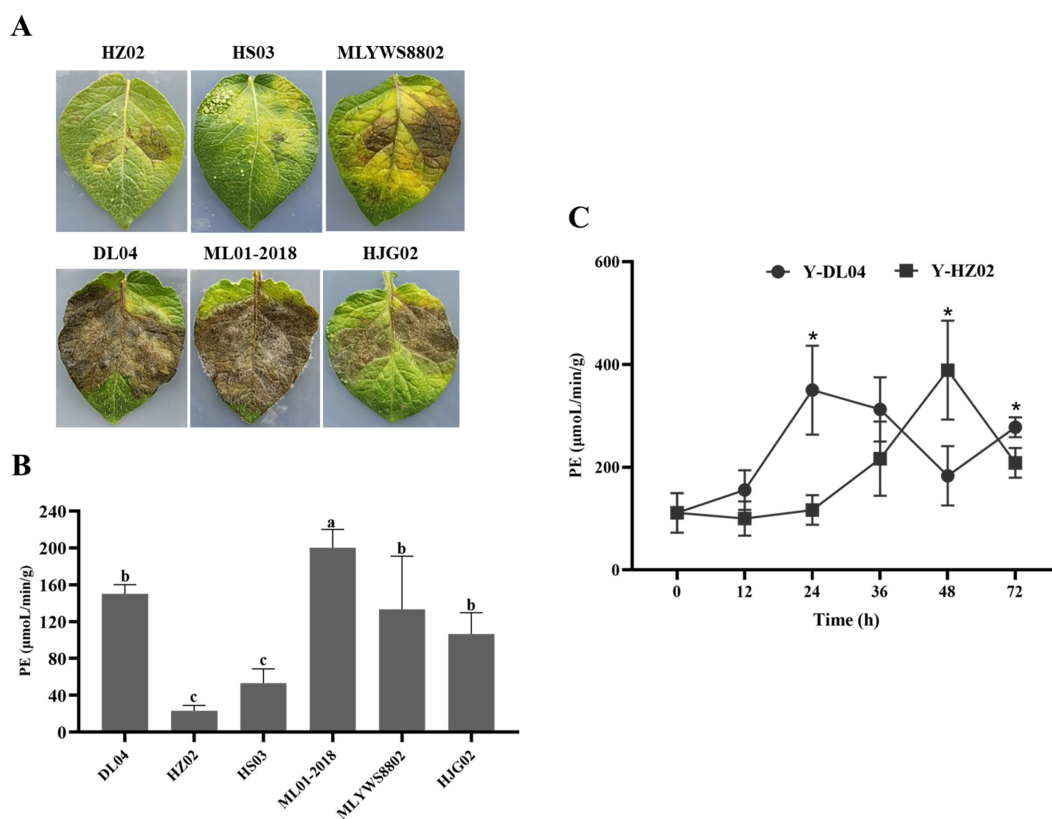 A
HZ02 HS03 MLYWS8802
DL04 ML01-2018 HJG02
B
PE (μmoL/min/g)
240
200
160
120
80
40
0
b c c a b b
DL04 HZ02 HS03 ML01-2018 MLYWS8802 HJG02
C
PE (μmoL/min/g)
600
400
200
0
Y-DL04 Y-HZ02
* * *
0 12 24 36 48 72
Time (h)